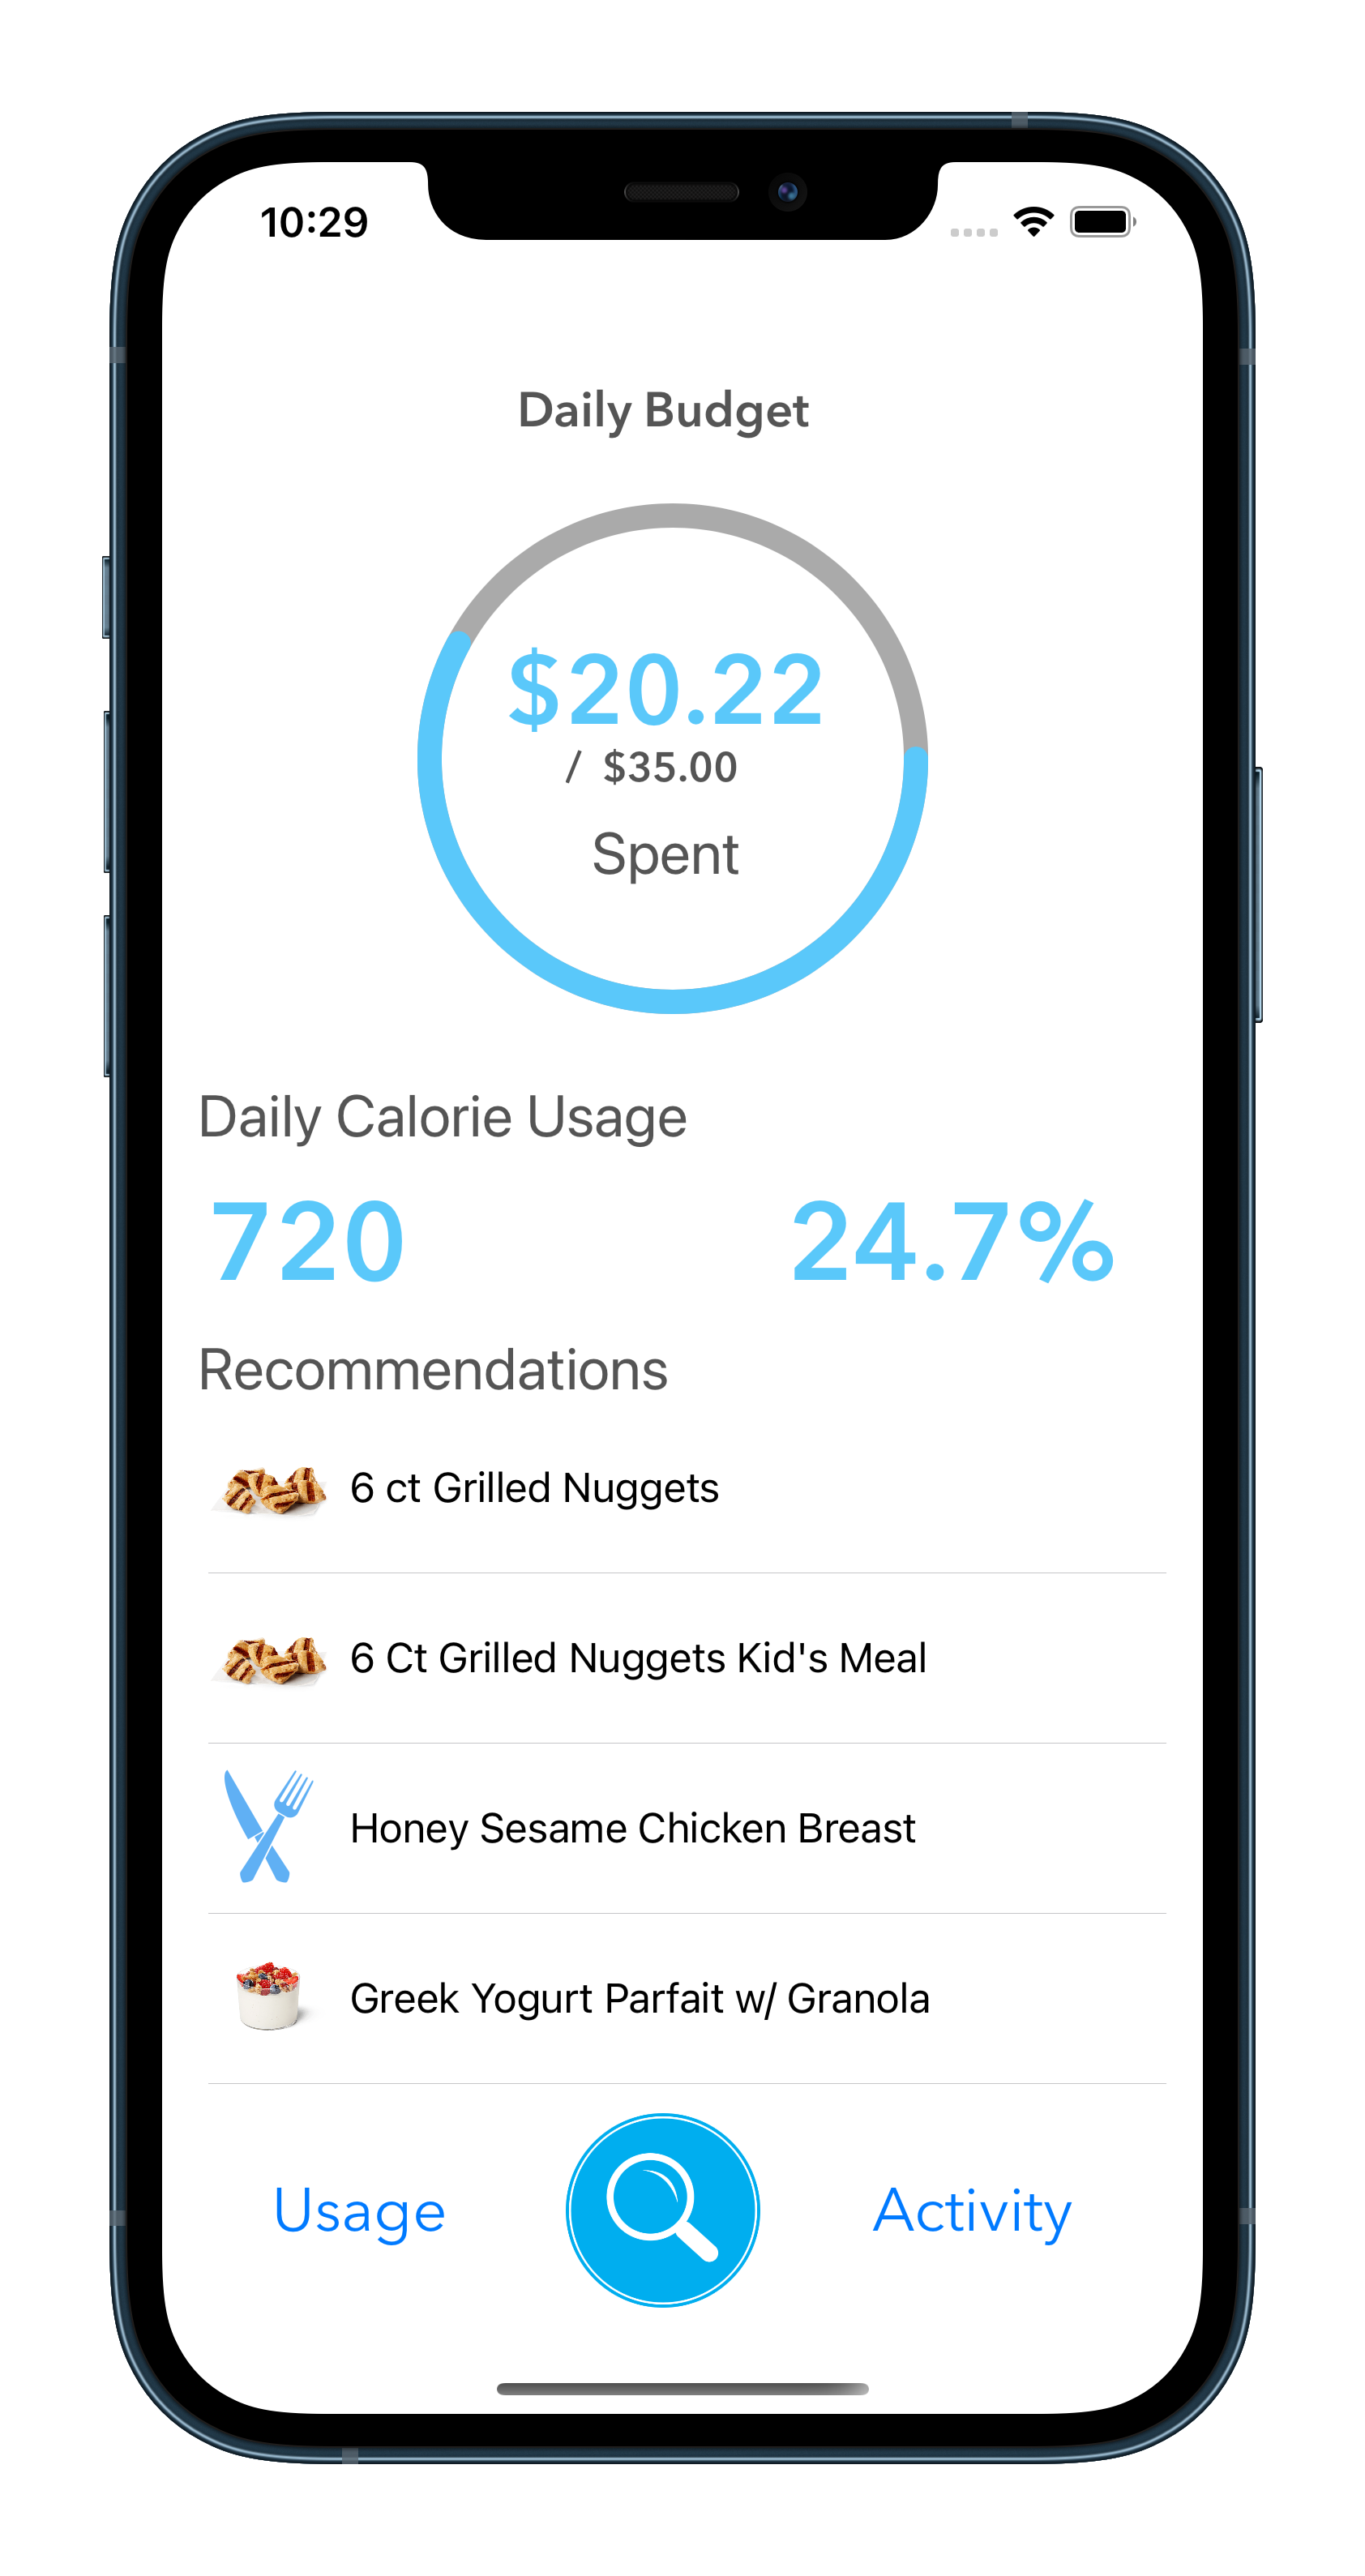 10:29
Daily Budget
$20.22
/ $35.00
Spent
Daily Calorie Usage
720 24.7%
Recommendations
6 ct Grilled Nuggets
6 Ct Grilled Nuggets Kid's Meal
Honey Sesame Chicken Breast
Greek Yogurt Parfait w/ Granola
Usage Activity